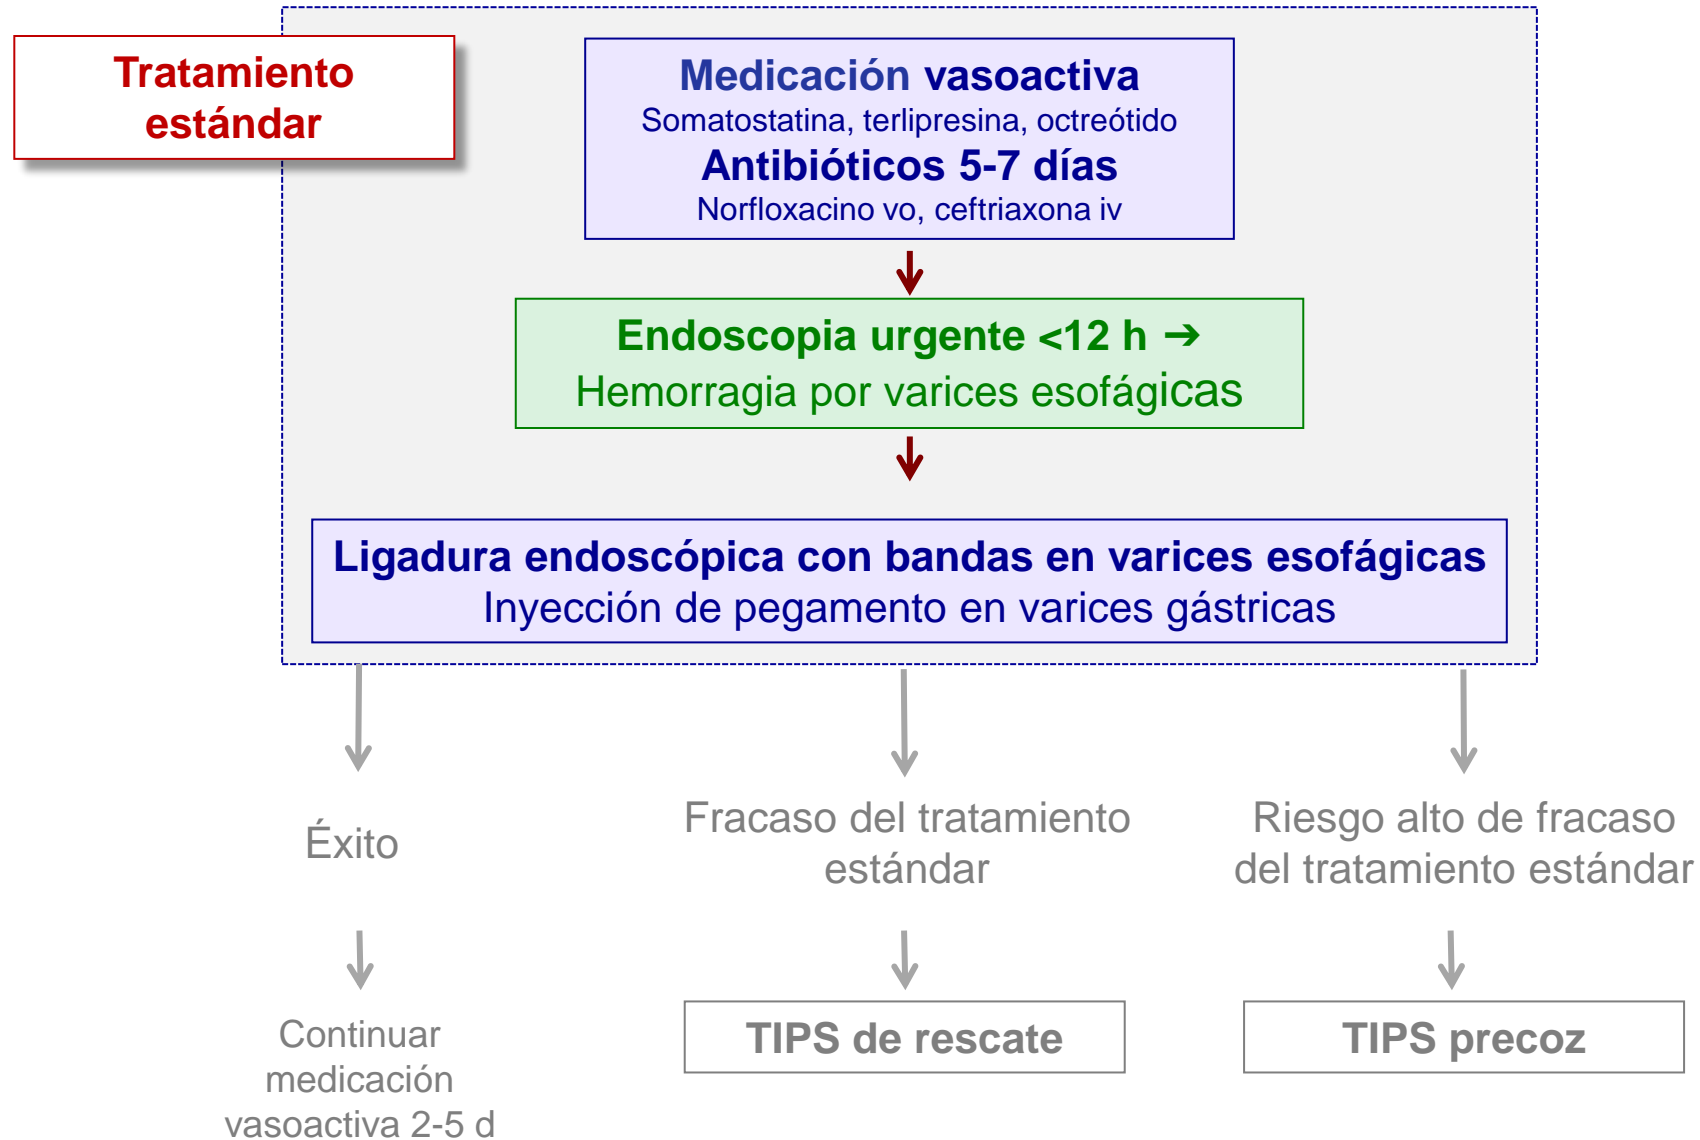 Tratamiento
estándar
Medicación vasoactiva
Somatostatina, terlipresina, octreótido
Antibióticos 5-7 días
Norfloxacino vo, ceftriaxona iv
Endoscopia urgente <12 h ➔
Hemorragia por varices esofágicas
Ligadura endoscópica con bandas en varices esofágicas
Inyección de pegamento en varices gástricas
Éxito
Fracaso del tratamiento
estándar
Riesgo alto de fracaso
del tratamiento estándar
Continuar
medicación
vasoactiva 2-5 d
TIPS de rescate
TIPS precoz